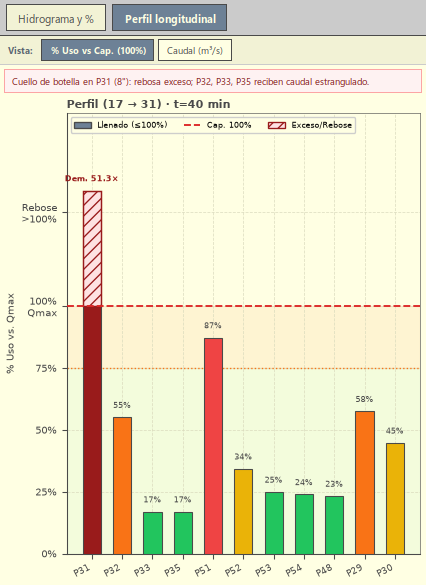 Hidrograma y %
Perfil longitudinal
Vista:
% Uso vs Cap. (100%)
Caudal (m³/s)
Cuello de botella en P31 (8"): rebosa exceso; P32, P33, P35 reciben caudal estrangulado.
Perfil (17 → 31) · t=40 min
Llenado (≤100%)
Cap. 100%
Exceso/Rebose
Dem. 51.3×
Rebose
>100%
100%
Qmax
75%
50%
25%
0%
% Uso vs. Qmax
55%
17%
17%
87%
34%
25%
24%
23%
58%
45%
P31
P32
P33
P35
P51
P52
P53
P54
P48
P29
P30